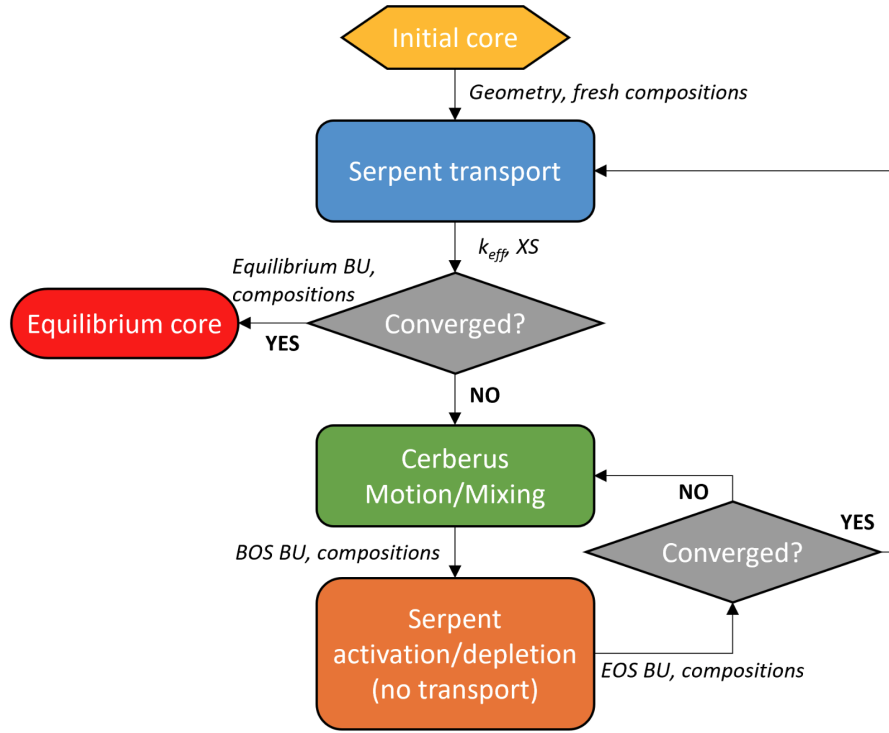 Initial core
Geometry, fresh compositions
Serpent transport
k_eff, XS
Equilibrium BU,
compositions
Equilibrium core
YES
Converged?
NO
Cerberus
Motion/Mixing
NO
YES
BOS BU, compositions
Converged?
Serpent
activation/depletion
(no transport)
EOS BU, compositions